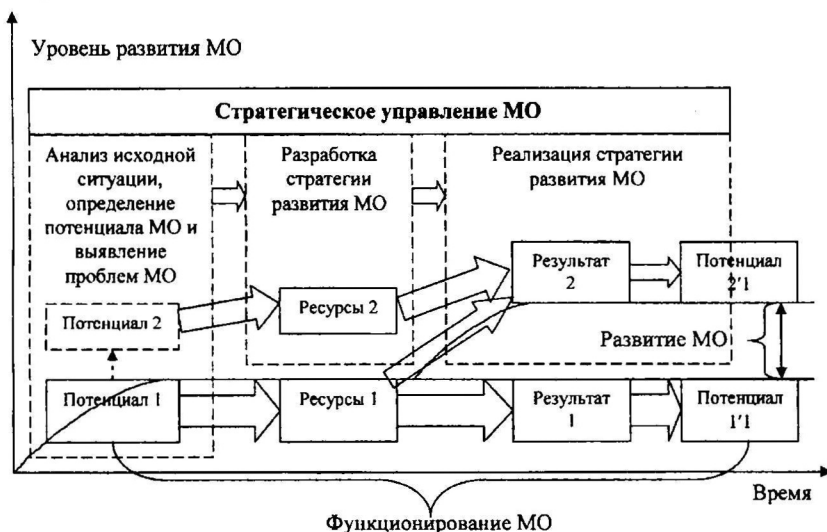 Уровень развития МО
Стратегическое управление МО
Анализ исходной
ситуации,
определение
потенциала МО и
выявление
проблем МО
Разработка
стратегии
развития МО
Реализация стратегии
развития МО
Потенциал 2
Ресурсы 2
Результат
2
Потенциал
2'1
Развитие МО
Потенциал 1
Ресурсы 1
Результат
1
Потенциал
1'1
Время
Функционирование МО